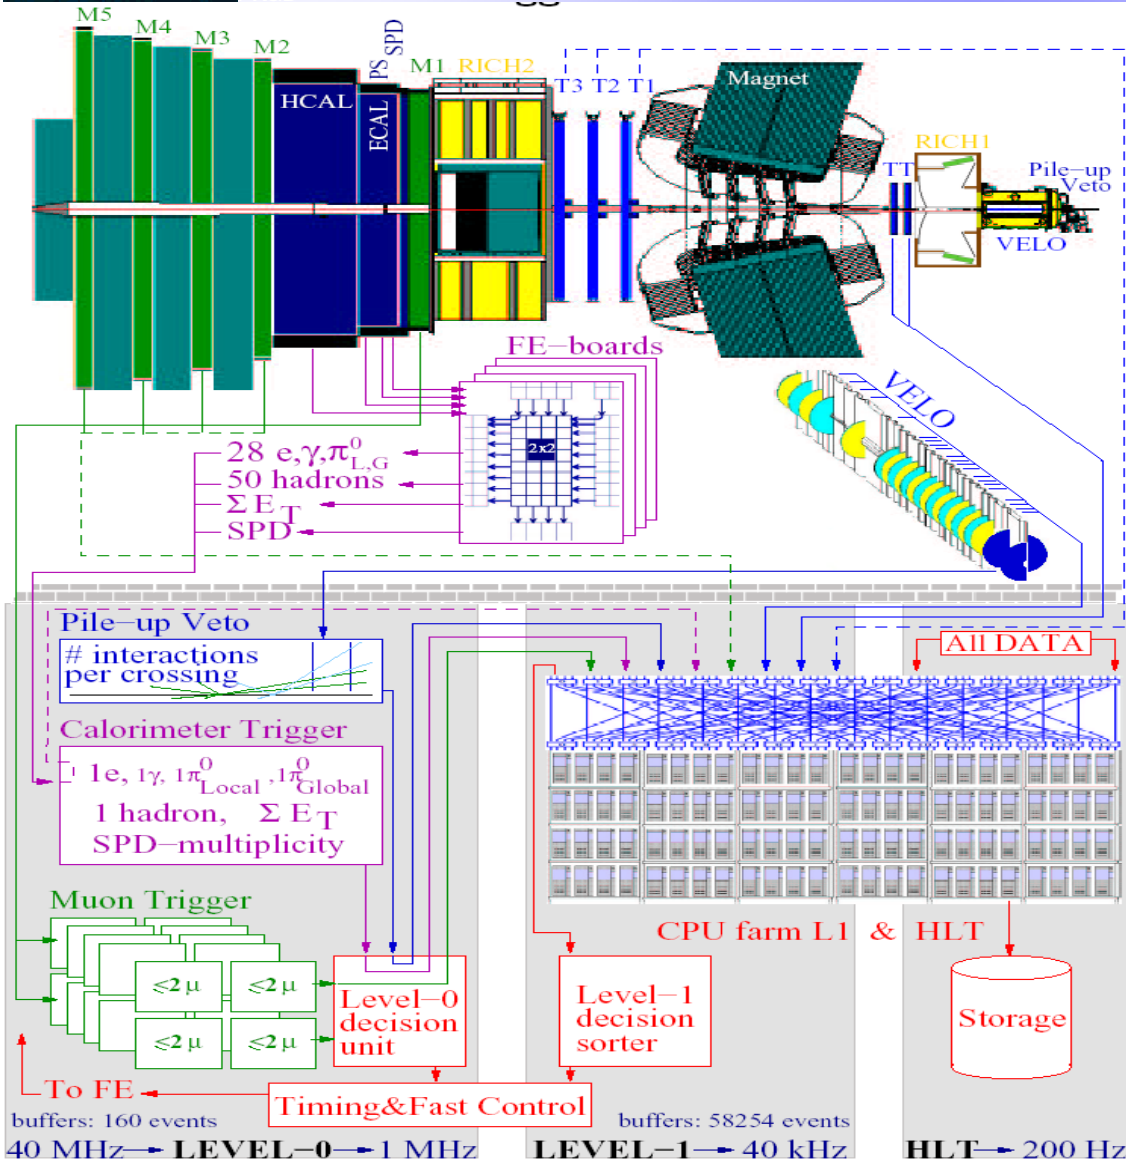 M5
M4
M3
M2
HCAL
PS
SPD
ECAL
M1
RICH2
T3
T2
T1
Magnet
TT
RICH1
Pile-up
Veto
VELO
FE-boards
2x2
VELO
28 e,γ,π⁰L,G
50 hadrons
Σ E_T
SPD
Pile-up Veto
# interactions
per crossing
All DATA
Calorimeter Trigger
1e, 1γ, 1π⁰Local ,1π⁰Global
1 hadron, Σ E_T
SPD-multiplicity
Muon Trigger
≤2 μ
≤2 μ
≤2 μ
≤2 μ
Level-0
decision
unit
CPU farm L1 & HLT
Level-1
decision
sorter
Storage
To FE
Timing&Fast Control
buffers: 160 events
buffers: 58254 events
40 MHz LEVEL-0 1 MHz
LEVEL-1 40 kHz
HLT 200 Hz